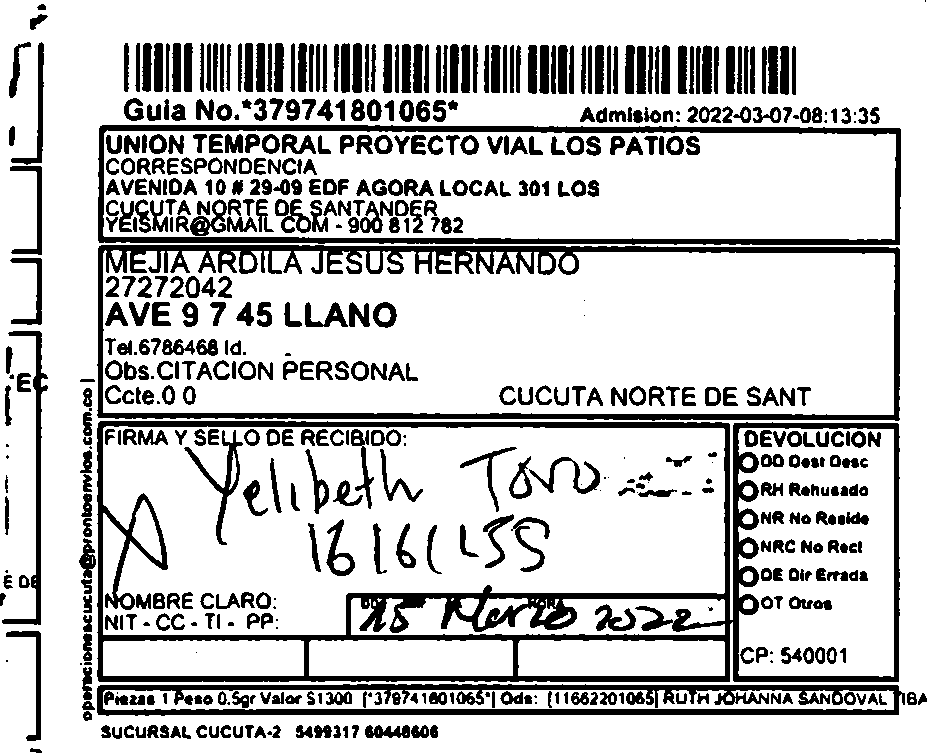 Guia No.*379741801065*
Admision: 2022-03-07-08:13:35
UNION TEMPORAL PROYECTO VIAL LOS PATIOS
CORRESPONDENCIA
AVENIDA 10 # 29-09 EDF AGORA LOCAL 301 LOS
CUCUTA NORTE DE SANTANDER
YEISMIR@GMAIL COM - 900 812 782
MEJIA ARDILA JESUS HERNANDO
27272042
AVE 9 7 45 LLANO
Tel.6786468 Id.
Obs.CITACION PERSONAL
Ccte.0 0
CUCUTA NORTE DE SANT
operacionescucuta@prontoenvios.com.co
FIRMA Y SELLO DE RECIBIDO:
Yelibeth Toro
NOMBRE CLARO:
NIT - CC - TI - PP:
HORA
15 Marzo 2022
DEVOLUCION
DD Dest Desc
RH Rehusado
NR No Reside
NRC No Recl
DE Dir Errada
OT Otros
CP: 540001
Piezas 1 Peso 0.5gr Valor $1300 [*379741801065*] Ods: [11662201065] RUTH JOHANNA SANDOVAL TIBA
SUCURSAL CUCUTA-2 5499317 60448606